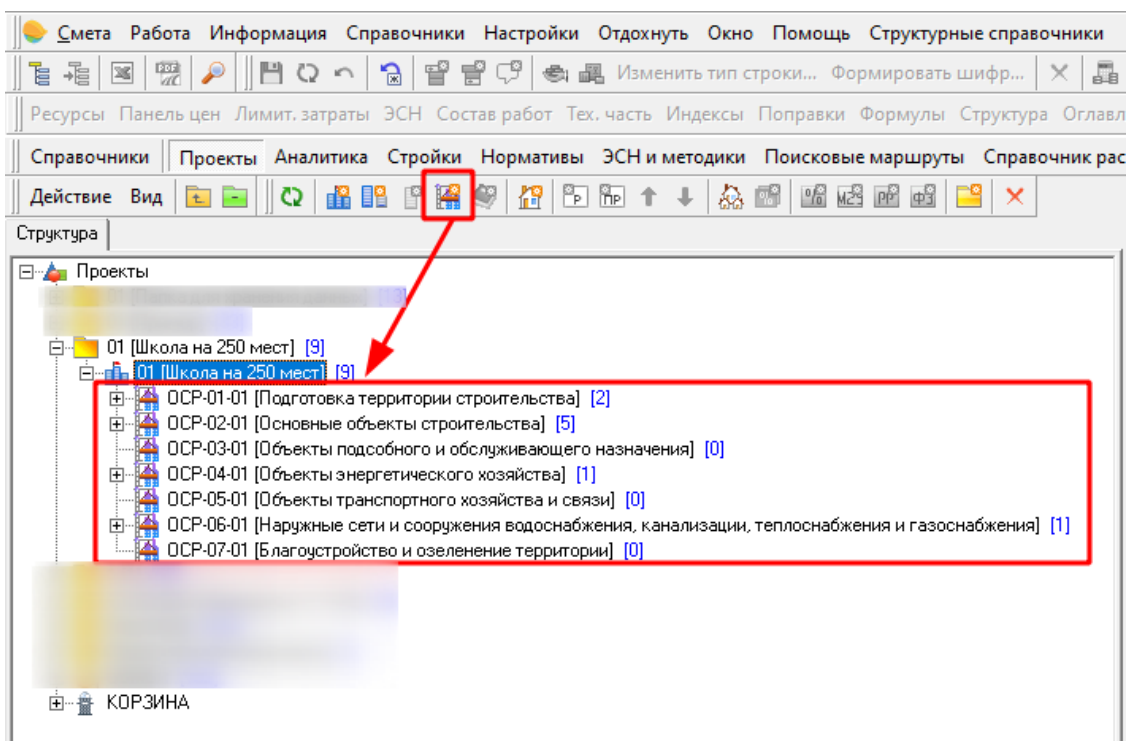 Смета Работа Информация Справочники Настройки Отдохнуть Окно Помощь Структурные справочники
PDF Изменить тип строки... Формировать шифр...
Ресурсы Панель цен Лимит. затраты ЭСН Состав работ Тех. часть Индексы Поправки Формулы Структура Оглавл
Справочники Проекты Аналитика Стройки Нормативы ЭСН и методики Поисковые маршруты Справочник рас
Действие Вид
Структура
Проекты
01 [Школа на 250 мест] [9]
01 [Школа на 250 мест] [9]
ОСР-01-01 [Подготовка территории строительства] [2]
ОСР-02-01 [Основные объекты строительства] [5]
ОСР-03-01 [Объекты подсобного и обслуживающего назначения] [0]
ОСР-04-01 [Объекты энергетического хозяйства] [1]
ОСР-05-01 [Объекты транспортного хозяйства и связи] [0]
ОСР-06-01 [Наружные сети и сооружения водоснабжения, канализации, теплоснабжения и газоснабжения] [1]
ОСР-07-01 [Благоустройство и озеленение территории] [0]
КОРЗИНА